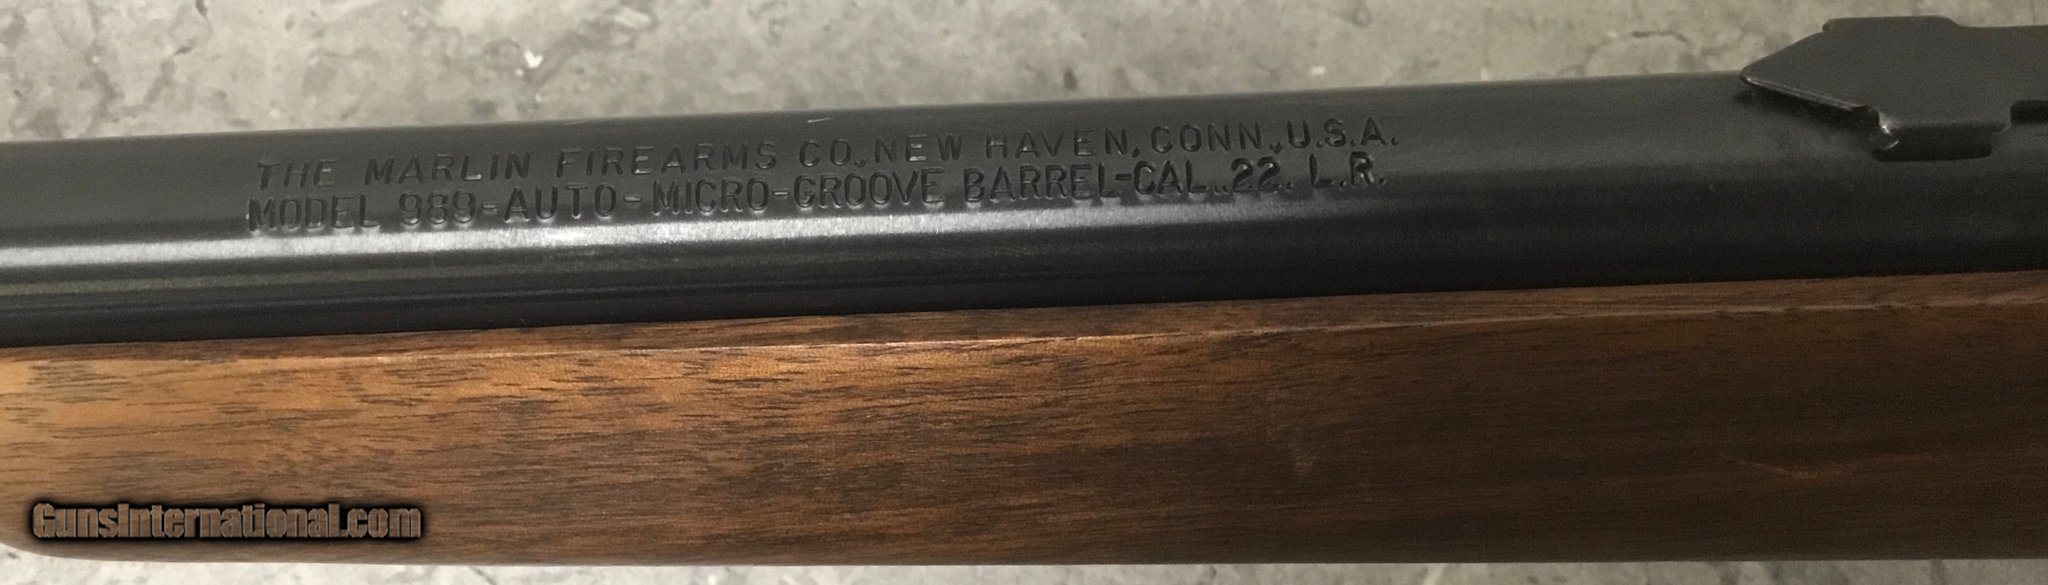 THE MARLIN FIREARMS CO., NEW HAVEN, CONN., U.S.A.
MODEL 989-AUTO-MICRO-GROOVE BARREL-CAL..22. L.R.
GunsInternational.com